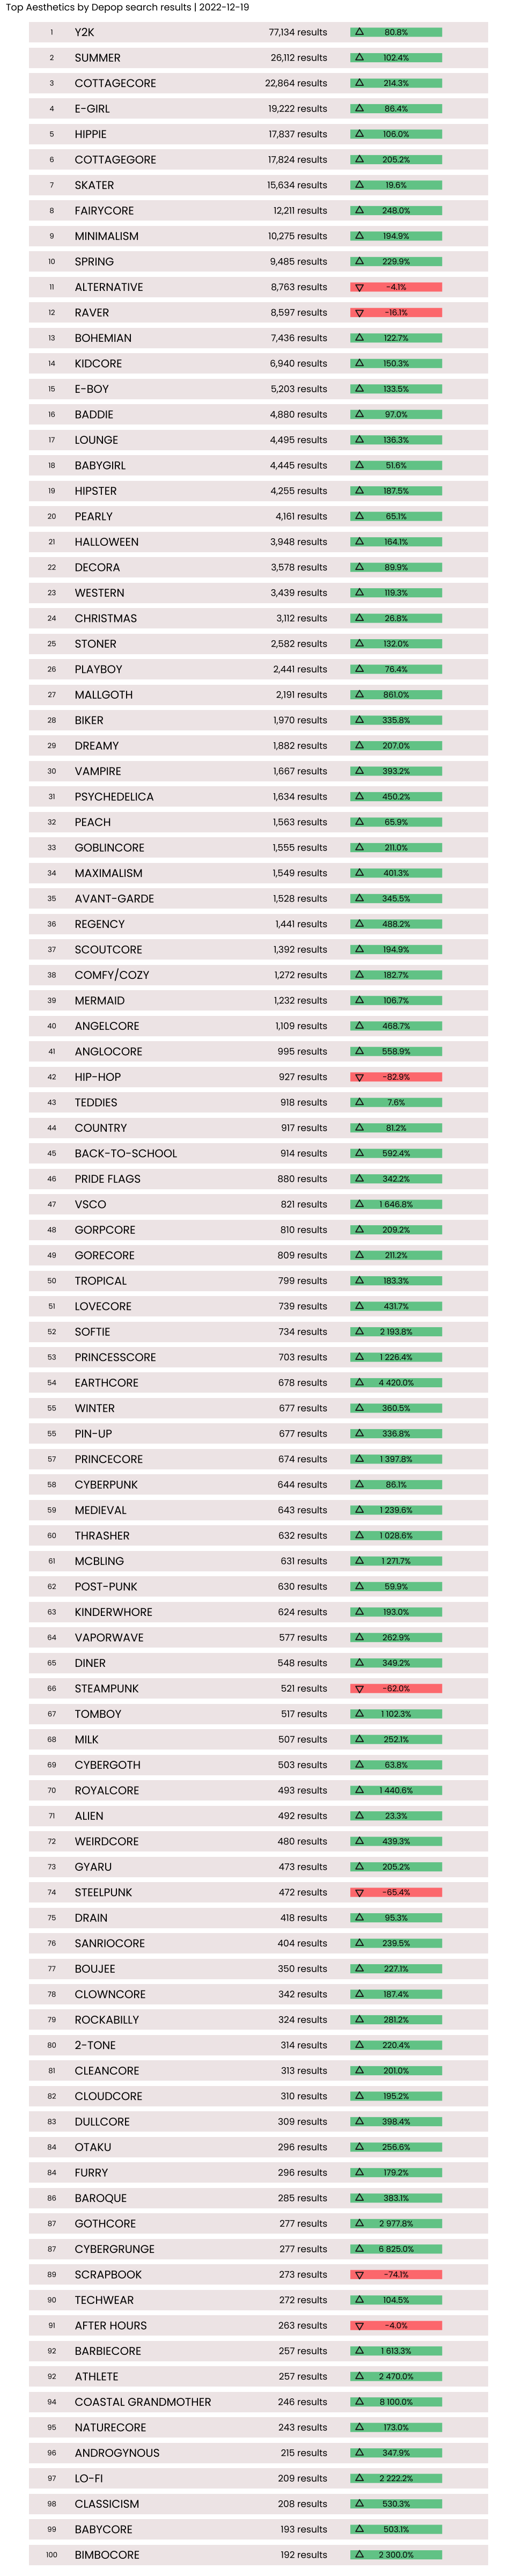 Top Aesthetics by Depop search results | 2022-12-19
1 Y2K 77,134 results △ 80.8%
2 SUMMER 26,112 results △ 102.4%
3 COTTAGECORE 22,864 results △ 214.3%
4 E-GIRL 19,222 results △ 86.4%
5 HIPPIE 17,837 results △ 106.0%
6 COTTAGEGORE 17,824 results △ 205.2%
7 SKATER 15,634 results △ 19.6%
8 FAIRYCORE 12,211 results △ 248.0%
9 MINIMALISM 10,275 results △ 194.9%
10 SPRING 9,485 results △ 229.9%
11 ALTERNATIVE 8,763 results ▽ -4.1%
12 RAVER 8,597 results ▽ -16.1%
13 BOHEMIAN 7,436 results △ 122.7%
14 KIDCORE 6,940 results △ 150.3%
15 E-BOY 5,203 results △ 133.5%
16 BADDIE 4,880 results △ 97.0%
17 LOUNGE 4,495 results △ 136.3%
18 BABYGIRL 4,445 results △ 51.6%
19 HIPSTER 4,255 results △ 187.5%
20 PEARLY 4,161 results △ 65.1%
21 HALLOWEEN 3,948 results △ 164.1%
22 DECORA 3,578 results △ 89.9%
23 WESTERN 3,439 results △ 119.3%
24 CHRISTMAS 3,112 results △ 26.8%
25 STONER 2,582 results △ 132.0%
26 PLAYBOY 2,441 results △ 76.4%
27 MALLGOTH 2,191 results △ 861.0%
28 BIKER 1,970 results △ 335.8%
29 DREAMY 1,882 results △ 207.0%
30 VAMPIRE 1,667 results △ 393.2%
31 PSYCHEDELICA 1,634 results △ 450.2%
32 PEACH 1,563 results △ 65.9%
33 GOBLINCORE 1,555 results △ 211.0%
34 MAXIMALISM 1,549 results △ 401.3%
35 AVANT-GARDE 1,528 results △ 345.5%
36 REGENCY 1,441 results △ 488.2%
37 SCOUTCORE 1,392 results △ 194.9%
38 COMFY/COZY 1,272 results △ 182.7%
39 MERMAID 1,232 results △ 106.7%
40 ANGELCORE 1,109 results △ 468.7%
41 ANGLOCORE 995 results △ 558.9%
42 HIP-HOP 927 results ▽ -82.9%
43 TEDDIES 918 results △ 7.6%
44 COUNTRY 917 results △ 81.2%
45 BACK-TO-SCHOOL 914 results △ 592.4%
46 PRIDE FLAGS 880 results △ 342.2%
47 VSCO 821 results △ 1 646.8%
48 GORPCORE 810 results △ 209.2%
49 GORECORE 809 results △ 211.2%
50 TROPICAL 799 results △ 183.3%
51 LOVECORE 739 results △ 431.7%
52 SOFTIE 734 results △ 2 193.8%
53 PRINCESSCORE 703 results △ 1 226.4%
54 EARTHCORE 678 results △ 4 420.0%
55 WINTER 677 results △ 360.5%
55 PIN-UP 677 results △ 336.8%
57 PRINCECORE 674 results △ 1 397.8%
58 CYBERPUNK 644 results △ 86.1%
59 MEDIEVAL 643 results △ 1 239.6%
60 THRASHER 632 results △ 1 028.6%
61 MCBLING 631 results △ 1 271.7%
62 POST-PUNK 630 results △ 59.9%
63 KINDERWHORE 624 results △ 193.0%
64 VAPORWAVE 577 results △ 262.9%
65 DINER 548 results △ 349.2%
66 STEAMPUNK 521 results ▽ -62.0%
67 TOMBOY 517 results △ 1 102.3%
68 MILK 507 results △ 252.1%
69 CYBERGOTH 503 results △ 63.8%
70 ROYALCORE 493 results △ 1 440.6%
71 ALIEN 492 results △ 23.3%
72 WEIRDCORE 480 results △ 439.3%
73 GYARU 473 results △ 205.2%
74 STEELPUNK 472 results ▽ -65.4%
75 DRAIN 418 results △ 95.3%
76 SANRIOCORE 404 results △ 239.5%
77 BOUJEE 350 results △ 227.1%
78 CLOWNCORE 342 results △ 187.4%
79 ROCKABILLY 324 results △ 281.2%
80 2-TONE 314 results △ 220.4%
81 CLEANCORE 313 results △ 201.0%
82 CLOUDCORE 310 results △ 195.2%
83 DULLCORE 309 results △ 398.4%
84 OTAKU 296 results △ 256.6%
84 FURRY 296 results △ 179.2%
86 BAROQUE 285 results △ 383.1%
87 GOTHCORE 277 results △ 2 977.8%
87 CYBERGRUNGE 277 results △ 6 825.0%
89 SCRAPBOOK 273 results ▽ -74.1%
90 TECHWEAR 272 results △ 104.5%
91 AFTER HOURS 263 results ▽ -4.0%
92 BARBIECORE 257 results △ 1 613.3%
92 ATHLETE 257 results △ 2 470.0%
94 COASTAL GRANDMOTHER 246 results △ 8 100.0%
95 NATURECORE 243 results △ 173.0%
96 ANDROGYNOUS 215 results △ 347.9%
97 LO-FI 209 results △ 2 222.2%
98 CLASSICISM 208 results △ 530.3%
99 BABYCORE 193 results △ 503.1%
100 BIMBOCORE 192 results △ 2 300.0%